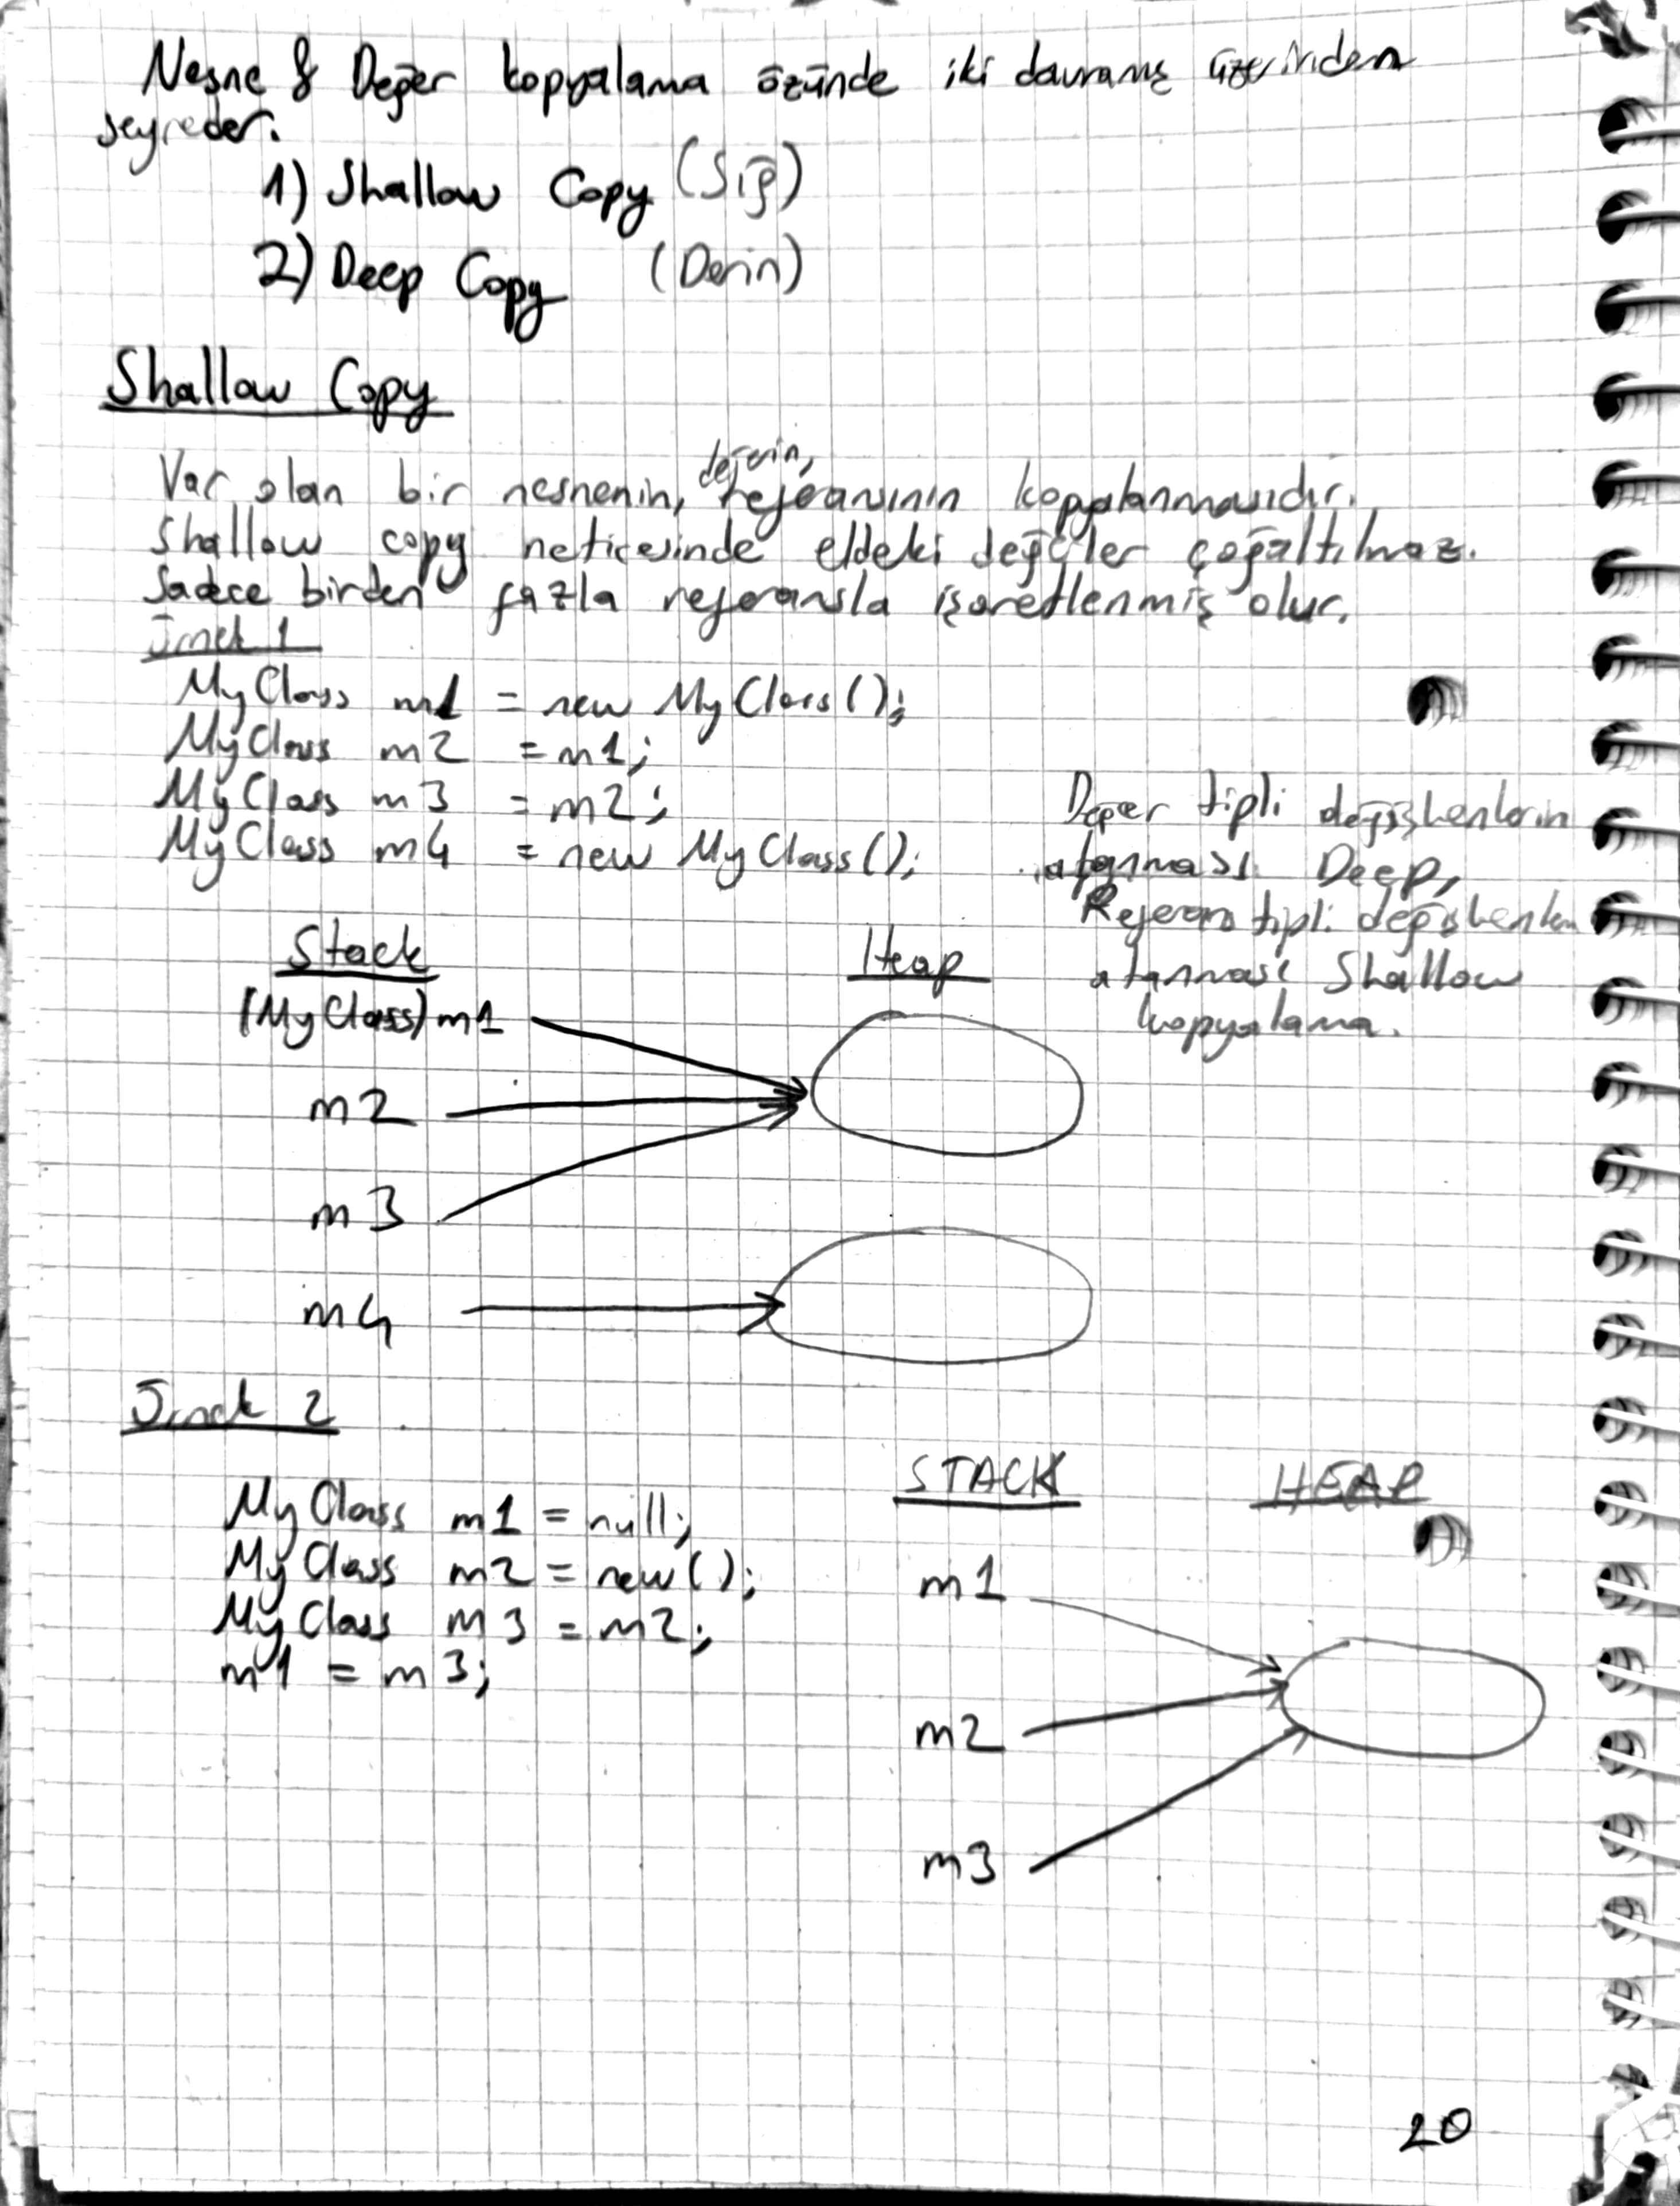 Nesne & Değer kopyalama özünde iki davranış üzerinden
seyreder.
1) Shallow Copy (Sığ)
2) Deep Copy (Derin)
Shallow Copy
Var olan bir nesnenin, değerin, referansının kopyalanmasıdır.
Shallow copy neticesinde eldeki değerler çoğaltılmaz.
Sadece birden fazla referansla işaretlenmiş olur.
Örnek 1
MyClass m1 = new MyClass();
MyClass m2 = m1;
MyClass m3 = m2;
MyClass m4 = new MyClass();
Değer tipli değişkenlerin
atanması Deep,
Referans tipli değişkenlerin
atanması Shallow
kopyalama.
Stack Heap
(MyClass) m1
m2
m3
m4
Örnek 2
MyClass m1 = null;
MyClass m2 = new();
MyClass m3 = m2;
m1 = m3;
STACK HEAP
m1
m2
m3
20